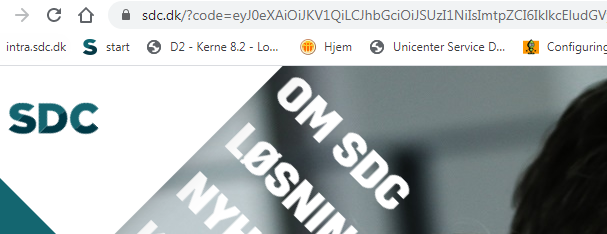 sdc.dk/?code=eyJ0eXAiOiJKV1QiLCJhbGciOiJSUzI1NiIsImtpZCI6IklkcEludGV
intra.sdc.dk S start D2 - Kerne 8.2 - Lo... Hjem Unicenter Service D... Configuring
SDC
OM SDC
LØSNIN
NYH